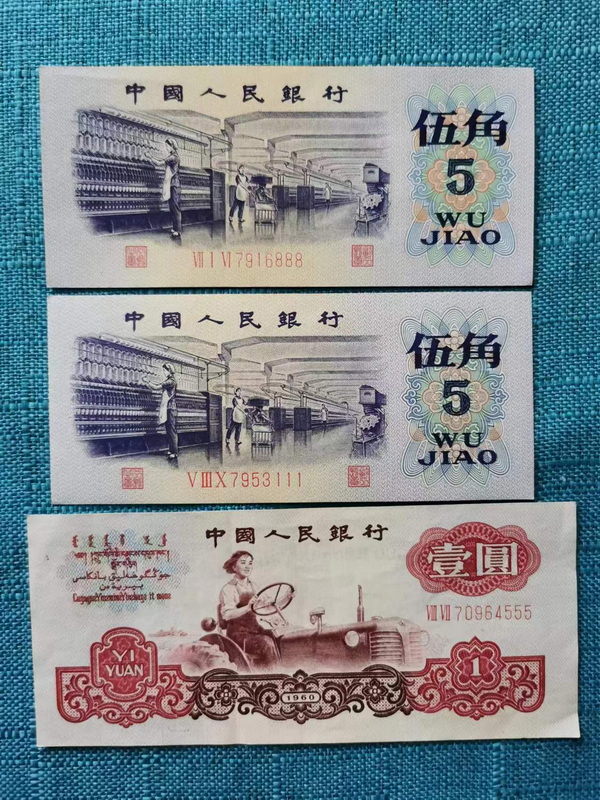 中國人民銀行
伍角
5
WU
JIAO
VIII I VI 7916888
中國人民銀行
伍角
5
WU
JIAO
V III X 7953111
中國人民銀行
壹圓
VIII VII 70964555
YI
YUAN
1960
1